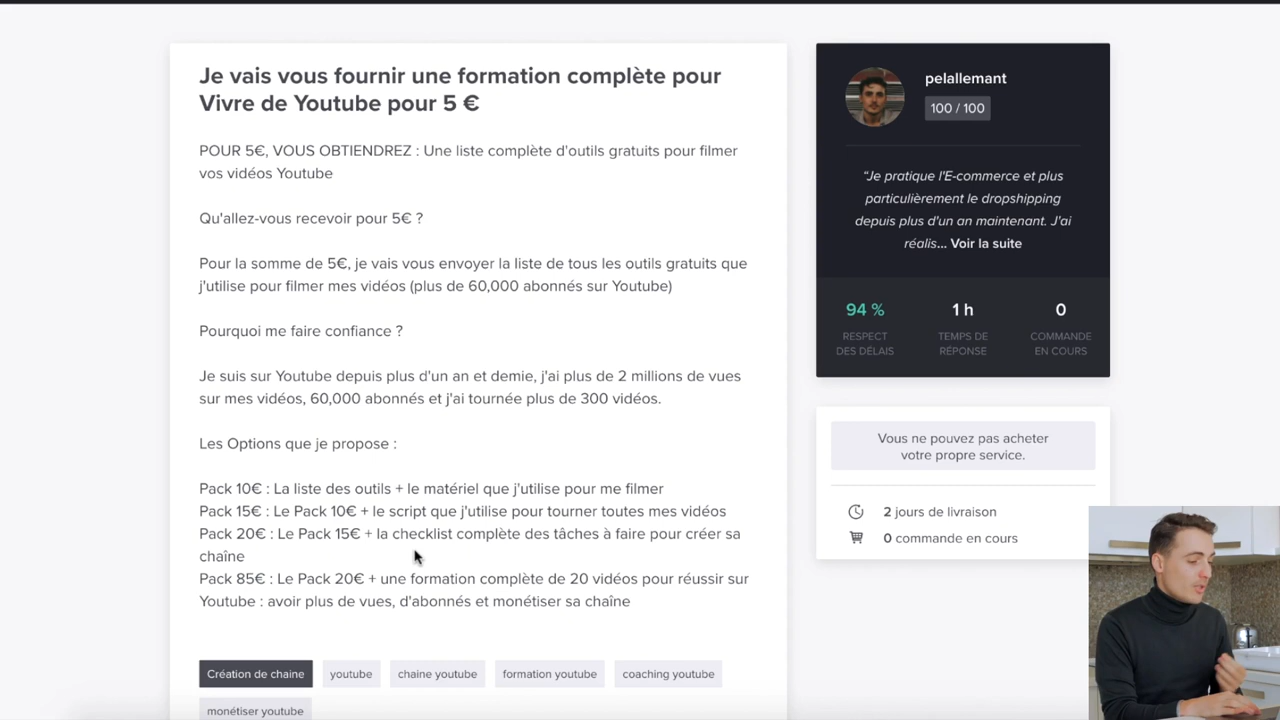 Je vais vous fournir une formation complète pour
Vivre de Youtube pour 5 €
POUR 5€, VOUS OBTIENDREZ : Une liste complète d'outils gratuits pour filmer
vos vidéos Youtube
Qu'allez-vous recevoir pour 5€ ?
Pour la somme de 5€, je vais vous envoyer la liste de tous les outils gratuits que
j'utilise pour filmer mes vidéos (plus de 60,000 abonnés sur Youtube)
Pourquoi me faire confiance ?
Je suis sur Youtube depuis plus d'un an et demie, j'ai plus de 2 millions de vues
sur mes vidéos, 60,000 abonnés et j'ai tournée plus de 300 vidéos.
Les Options que je propose :
Pack 10€ : La liste des outils + le matériel que j'utilise pour me filmer
Pack 15€ : Le Pack 10€ + le script que j'utilise pour tourner toutes mes vidéos
Pack 20€ : Le Pack 15€ + la checklist complète des tâches à faire pour créer sa
chaîne
Pack 85€ : Le Pack 20€ + une formation complète de 20 vidéos pour réussir sur
Youtube : avoir plus de vues, d'abonnés et monétiser sa chaîne
Création de chaine
youtube
chaine youtube
formation youtube
coaching youtube
monétiser youtube
pelallemant
100 / 100
“Je pratique l'E-commerce et plus
particulièrement le dropshipping
depuis plus d'un an maintenant. J'ai
réalis... Voir la suite
94 %
RESPECT
DES DÉLAIS
1 h
TEMPS DE
RÉPONSE
0
COMMANDE
EN COURS
Vous ne pouvez pas acheter
votre propre service.
2 jours de livraison
0 commande en cours